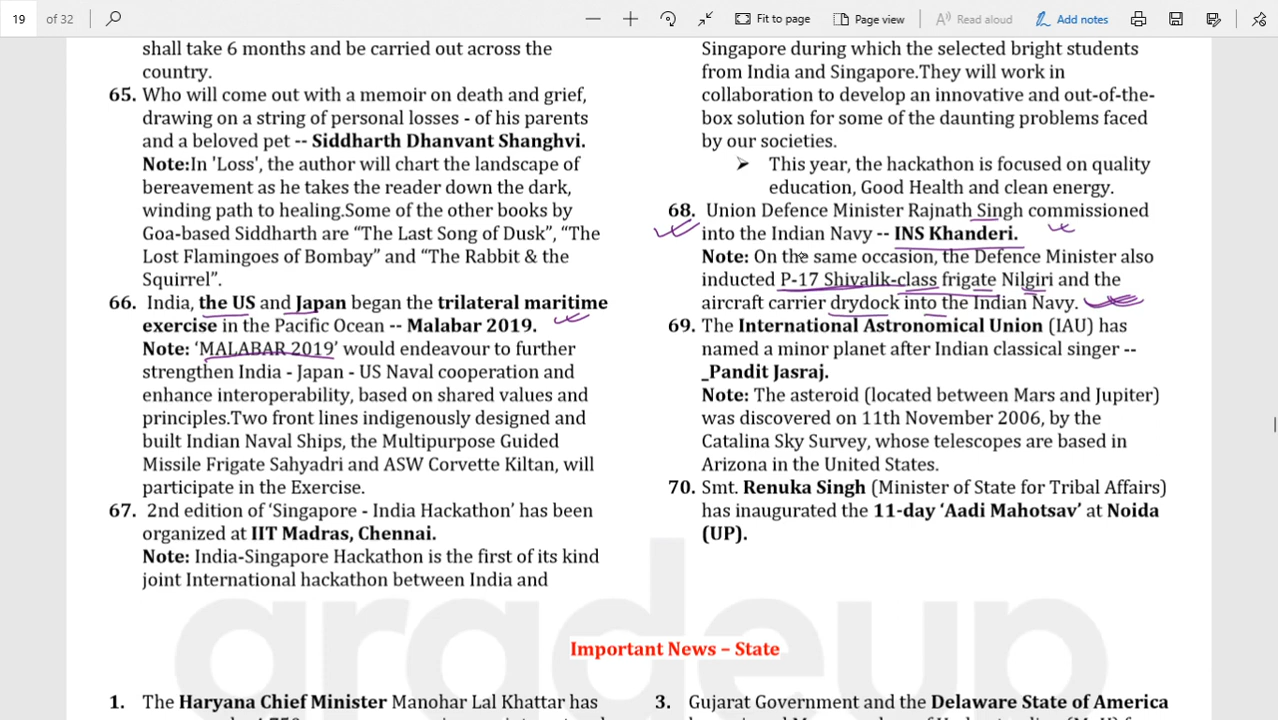 19 of 32
Fit to page
Page view
Read aloud
Add notes
shall take 6 months and be carried out across the
country.
65. Who will come out with a memoir on death and grief,
drawing on a string of personal losses - of his parents
and a beloved pet -- Siddharth Dhanvant Shanghvi.
Note:In 'Loss', the author will chart the landscape of
bereavement as he takes the reader down the dark,
winding path to healing.Some of the other books by
Goa-based Siddharth are “The Last Song of Dusk”, “The
Lost Flamingoes of Bombay” and “The Rabbit & the
Squirrel”.
66. India, the US and Japan began the trilateral maritime
exercise in the Pacific Ocean -- Malabar 2019.
Note: ‘MALABAR 2019’ would endeavour to further
strengthen India - Japan - US Naval cooperation and
enhance interoperability, based on shared values and
principles.Two front lines indigenously designed and
built Indian Naval Ships, the Multipurpose Guided
Missile Frigate Sahyadri and ASW Corvette Kiltan, will
participate in the Exercise.
67. 2nd edition of ‘Singapore - India Hackathon’ has been
organized at IIT Madras, Chennai.
Note: India-Singapore Hackathon is the first of its kind
joint International hackathon between India and
Singapore during which the selected bright students
from India and Singapore.They will work in
collaboration to develop an innovative and out-of-the-
box solution for some of the daunting problems faced
by our societies.
➢ This year, the hackathon is focused on quality
education, Good Health and clean energy.
68. Union Defence Minister Rajnath Singh commissioned
into the Indian Navy -- INS Khanderi.
Note: On the same occasion, the Defence Minister also
inducted P-17 Shivalik-class frigate Nilgiri and the
aircraft carrier drydock into the Indian Navy.
69. The International Astronomical Union (IAU) has
named a minor planet after Indian classical singer --
_Pandit Jasraj.
Note: The asteroid (located between Mars and Jupiter)
was discovered on 11th November 2006, by the
Catalina Sky Survey, whose telescopes are based in
Arizona in the United States.
70. Smt. Renuka Singh (Minister of State for Tribal Affairs)
has inaugurated the 11-day ‘Aadi Mahotsav’ at Noida
(UP).
gradeup
Important News – State
1. The Haryana Chief Minister Manohar Lal Khattar has
3. Gujarat Government and the Delaware State of America